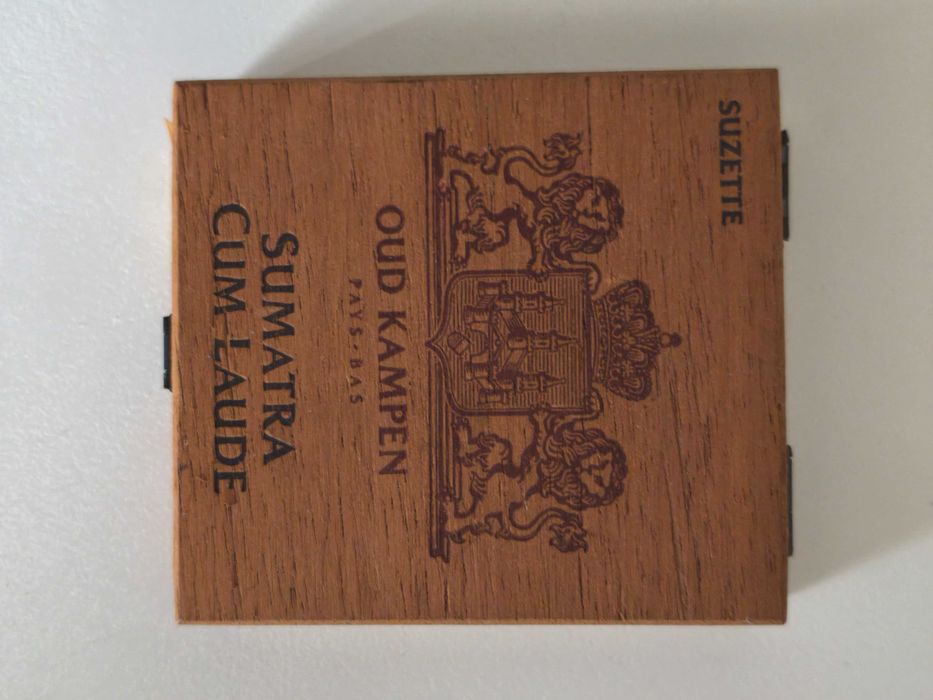 SUZETTE
OUD KAMPEN
PAYS·BAS
SUMATRA
CUM LAUDE